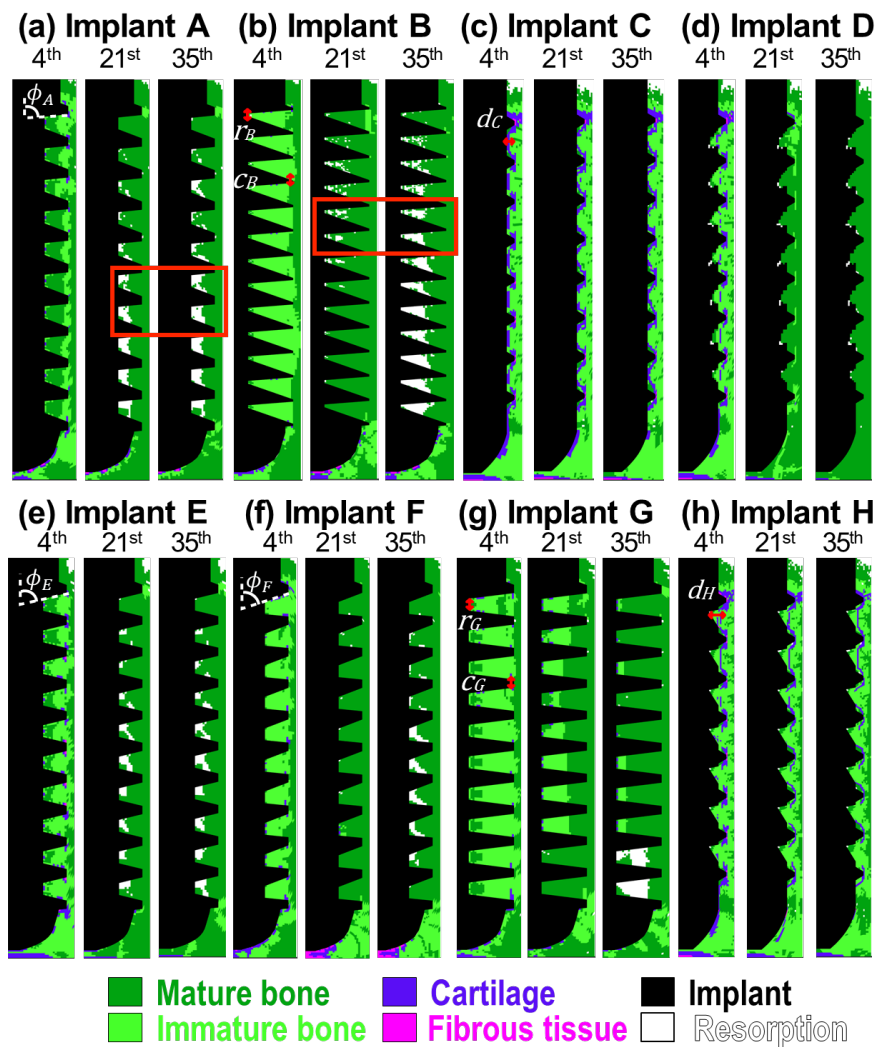 (a) Implant A (b) Implant B (c) Implant C (d) Implant D
4th 21st 35th 4th 21st 35th 4th 21st 35th 4th 21st 35th
ϕA
rB
cB
dC
(e) Implant E (f) Implant F (g) Implant G (h) Implant H
4th 21st 35th 4th 21st 35th 4th 21st 35th 4th 21st 35th
ϕE
ϕF
rG
cG
dH
Mature bone Cartilage Implant
Immature bone Fibrous tissue Resorption